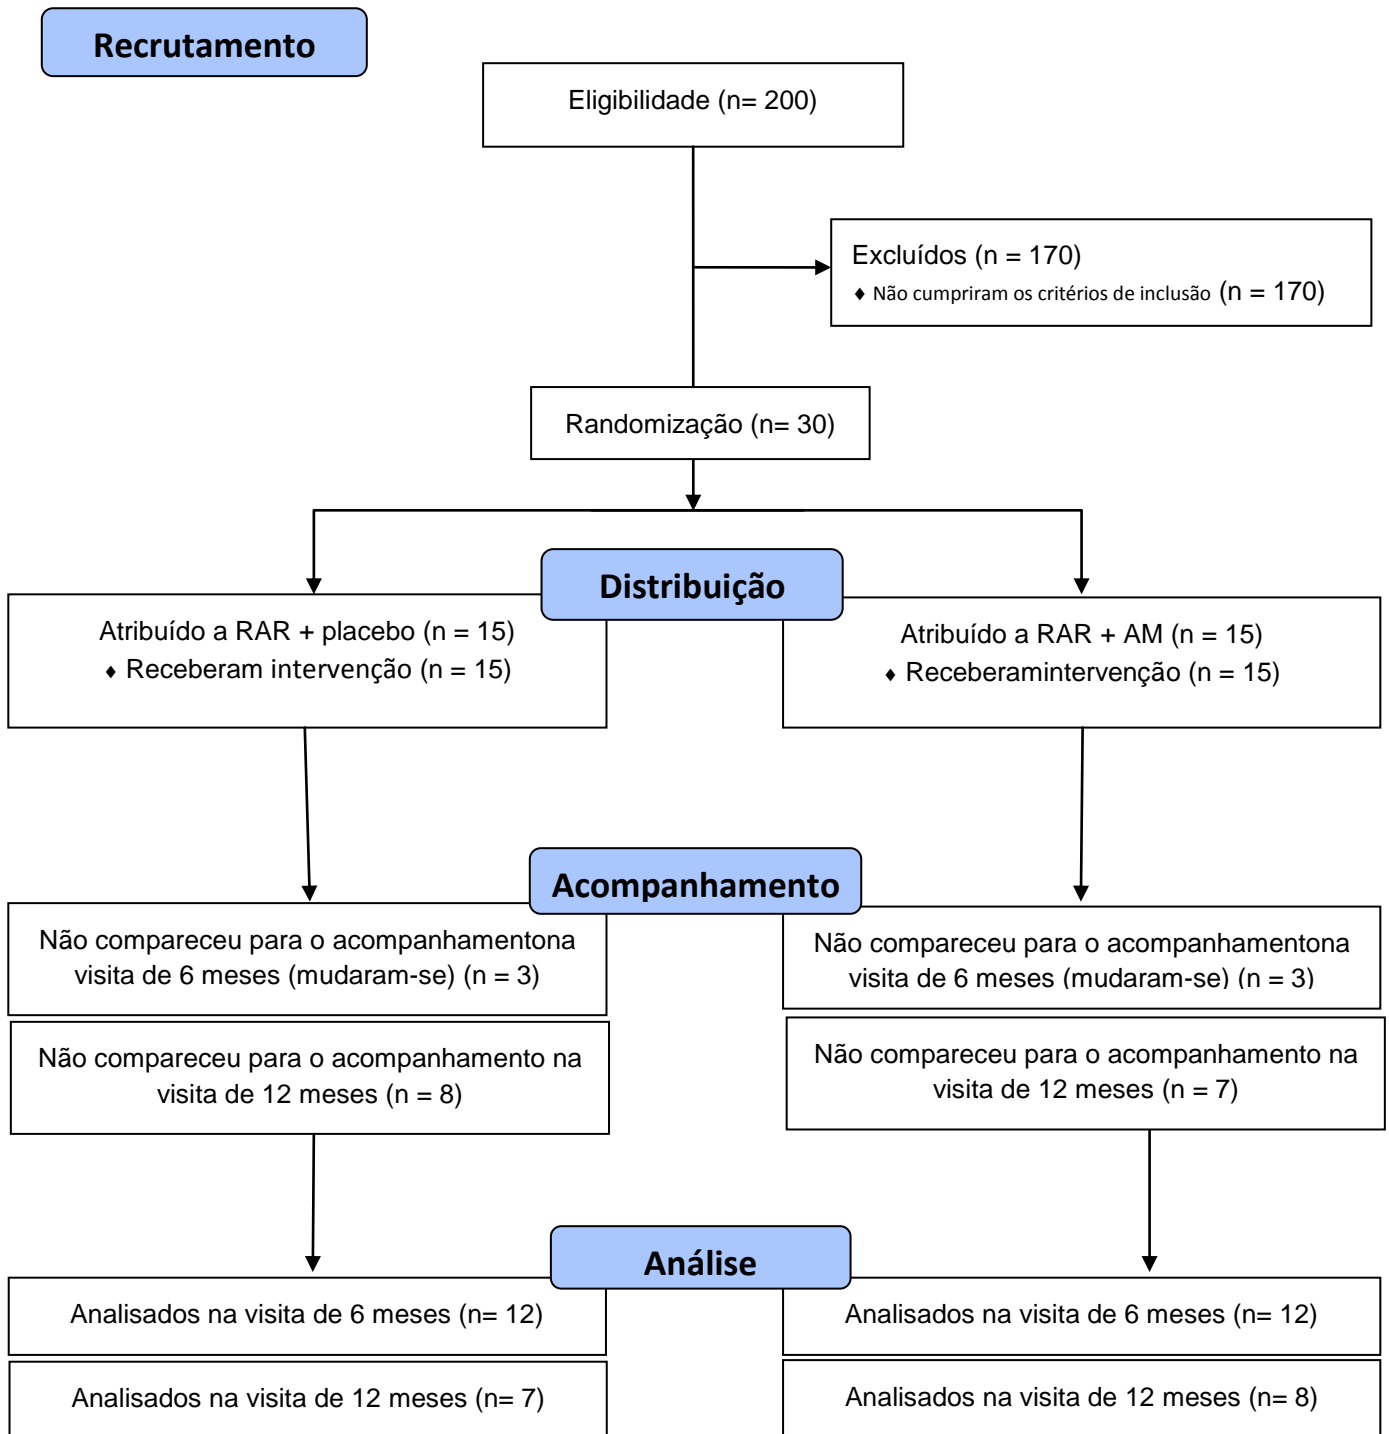 Recrutamento
Eligibilidade (n= 200)
Excluídos (n = 170)
♦ Não cumpriram os critérios de inclusão (n = 170)
Randomização (n= 30)
Distribuição
Atribuído a RAR + placebo (n = 15)
♦ Receberam intervenção (n = 15)
Atribuído a RAR + AM (n = 15)
♦ Receberamintervenção (n = 15)
Acompanhamento
Não compareceu para o acompanhamentona
visita de 6 meses (mudaram-se) (n = 3)
Não compareceu para o acompanhamentona
visita de 6 meses (mudaram-se) (n = 3)
Não compareceu para o acompanhamento na
visita de 12 meses (n = 8)
Não compareceu para o acompanhamento na
visita de 12 meses (n = 7)
Análise
Analisados na visita de 6 meses (n= 12)
Analisados na visita de 6 meses (n= 12)
Analisados na visita de 12 meses (n= 7)
Analisados na visita de 12 meses (n= 8)